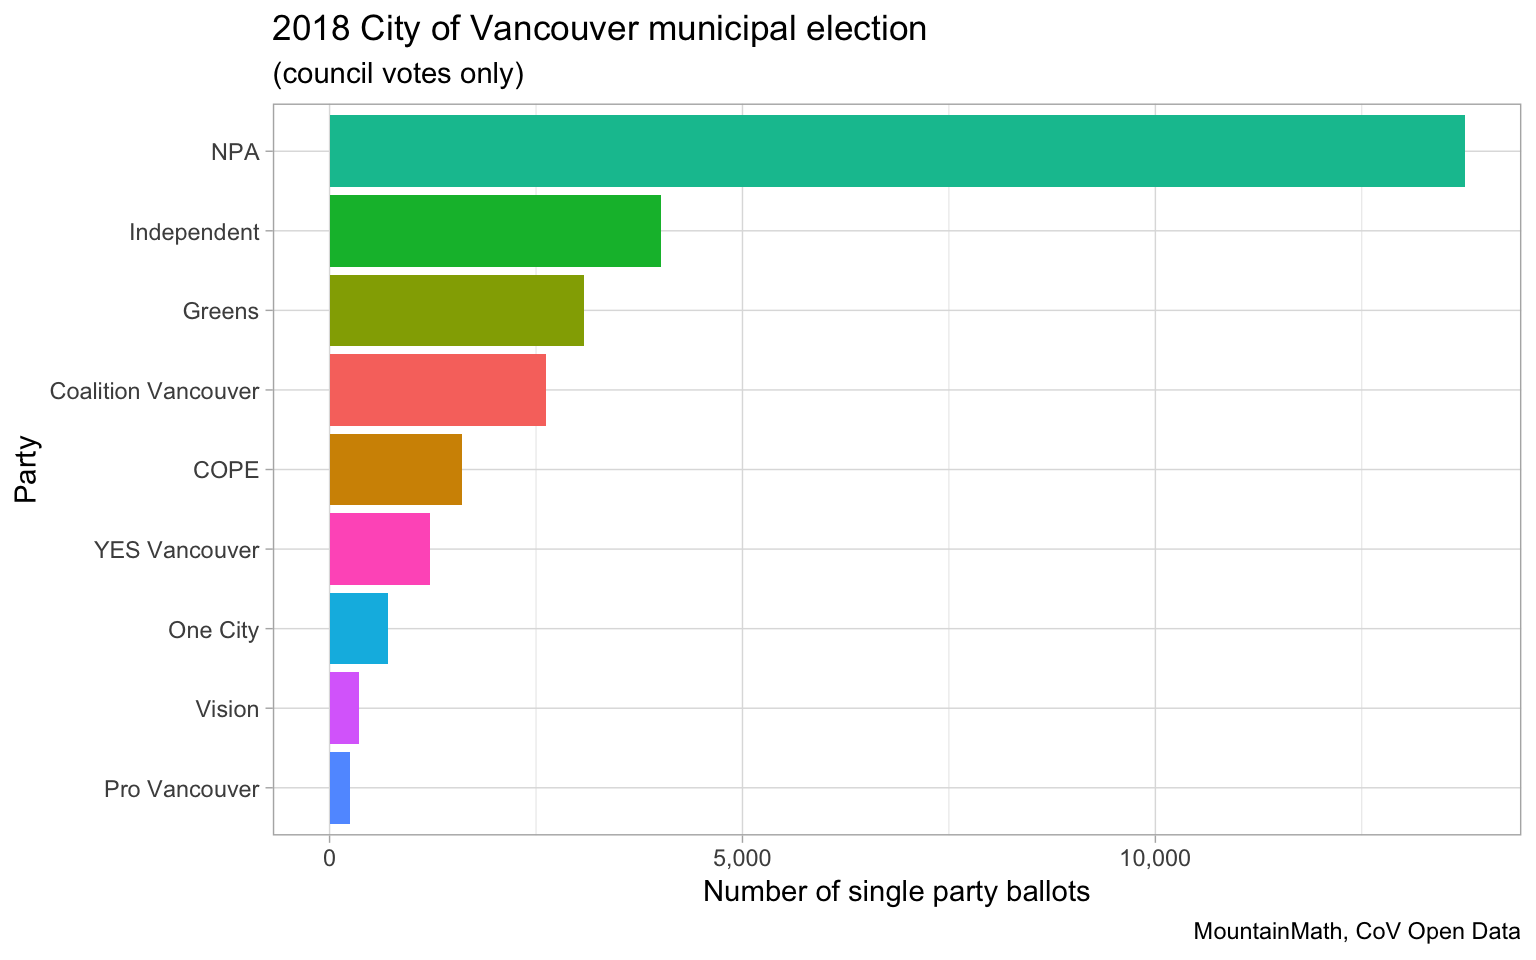 2018 City of Vancouver municipal election
(council votes only)
NPA
Independent
Greens
Coalition Vancouver
COPE
YES Vancouver
One City
Vision
Pro Vancouver
Party
0 5,000 10,000
Number of single party ballots
MountainMath, CoV Open Data